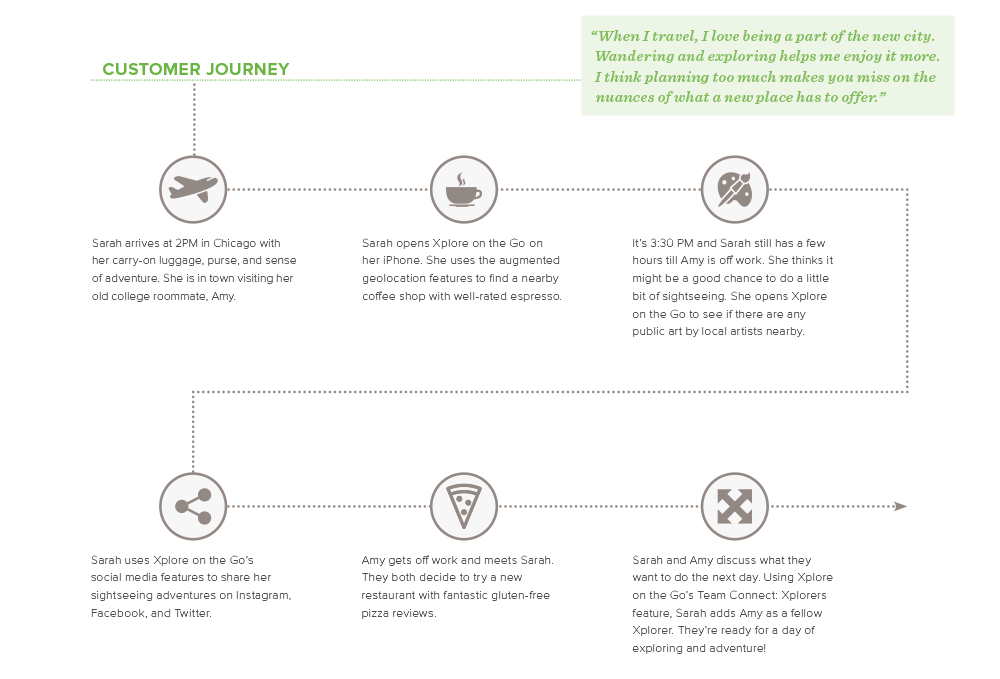 CUSTOMER JOURNEY
“When I travel, I love being a part of the new city.
Wandering and exploring helps me enjoy it more.
I think planning too much makes you miss on the
nuances of what a new place has to offer.”
Sarah arrives at 2PM in Chicago with
her carry-on luggage, purse, and sense
of adventure. She is in town visiting her
old college roommate, Amy.
Sarah opens Xplore on the Go on
her iPhone. She uses the augmented
geolocation features to find a nearby
coffee shop with well-rated espresso.
It’s 3:30 PM and Sarah still has a few
hours till Amy is off work. She thinks it
might be a good chance to do a little
bit of sightseeing. She opens Xplore
on the Go to see if there are any
public art by local artists nearby.
Sarah uses Xplore on the Go’s
social media features to share her
sightseeing adventures on Instagram,
Facebook, and Twitter.
Amy gets off work and meets Sarah.
They both decide to try a new
restaurant with fantastic gluten-free
pizza reviews.
Sarah and Amy discuss what they
want to do the next day. Using Xplore
on the Go’s Team Connect: Xplorers
feature, Sarah adds Amy as a fellow
Xplorer. They’re ready for a day of
exploring and adventure!